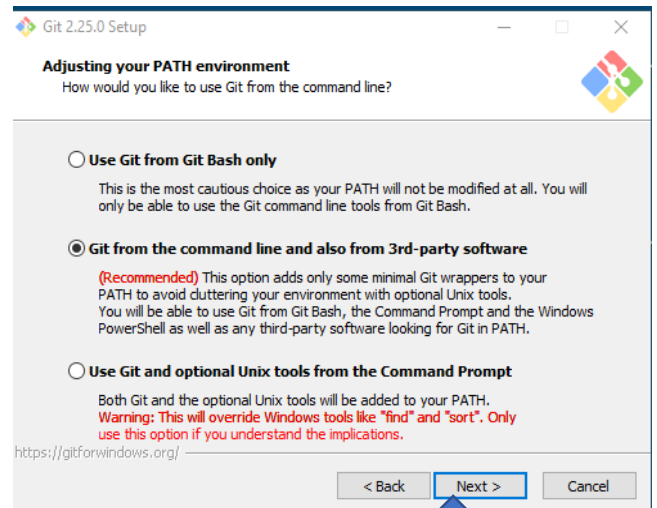 Git 2.25.0 Setup
Adjusting your PATH environment
How would you like to use Git from the command line?
Use Git from Git Bash only
This is the most cautious choice as your PATH will not be modified at all. You will
only be able to use the Git command line tools from Git Bash.
Git from the command line and also from 3rd-party software
(Recommended) This option adds only some minimal Git wrappers to your
PATH to avoid cluttering your environment with optional Unix tools.
You will be able to use Git from Git Bash, the Command Prompt and the Windows
PowerShell as well as any third-party software looking for Git in PATH.
Use Git and optional Unix tools from the Command Prompt
Both Git and the optional Unix tools will be added to your PATH.
Warning: This will override Windows tools like "find" and "sort". Only
use this option if you understand the implications.
https://gitforwindows.org/
< Back Next > Cancel